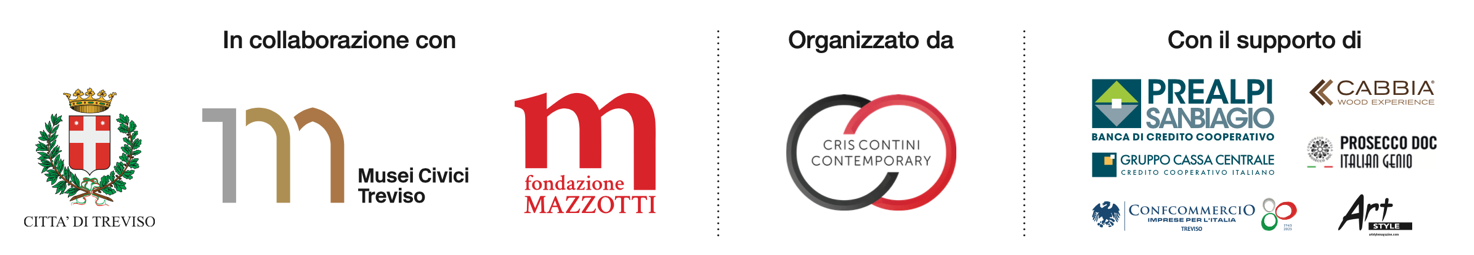 In collaborazione con
CITTA' DI TREVISO
Musei Civici
Treviso
fondazione
MAZZOTTI
Organizzato da
CRIS CONTINI
CONTEMPORARY
Con il supporto di
PREALPI
SANBIAGIO
BANCA DI CREDITO COOPERATIVO
GRUPPO CASSA CENTRALE
CREDITO COOPERATIVO ITALIANO
CONFCOMMERCIO
IMPRESE PER L'ITALIA
TREVISO
CABBIA®
WOOD EXPERIENCE
PROSECCO DOC
ITALIAN GENIO
Art
STYLE